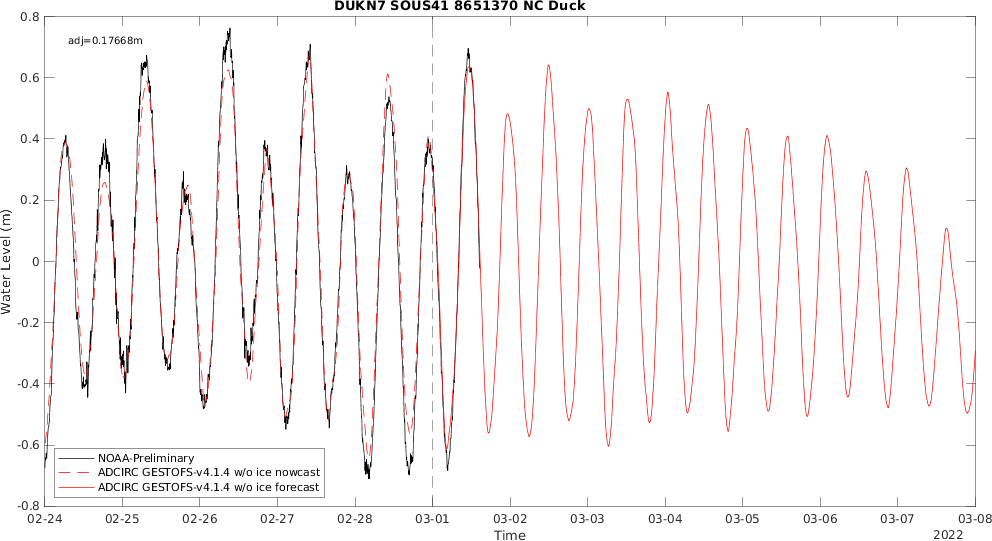 DUKN7 SOUS41 8651370 NC Duck
adj=0.17668m
0.8
0.6
0.4
0.2
0
-0.2
-0.4
-0.6
-0.8
Water Level (m)
NOAA-Preliminary
ADCIRC GESTOFS-v4.1.4 w/o ice nowcast
ADCIRC GESTOFS-v4.1.4 w/o ice forecast
02-24 02-25 02-26 02-27 02-28 03-01 03-02 03-03 03-04 03-05 03-06 03-07 03-08
Time
2022